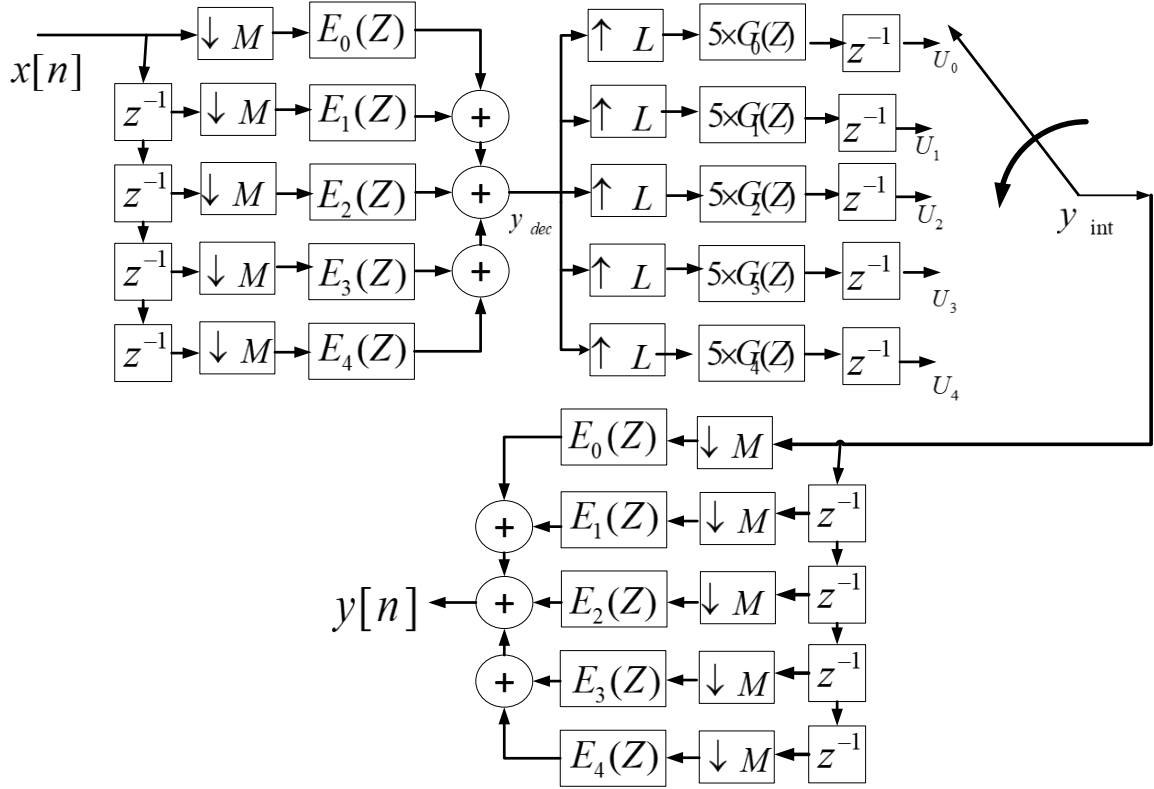 x[n]
↓ M E₀(Z)
z⁻¹ ↓ M E₁(Z) +
z⁻¹ ↓ M E₂(Z) +
z⁻¹ ↓ M E₃(Z) +
z⁻¹ ↓ M E₄(Z)
y dec
↑ L 5×G₀(Z) z⁻¹ U₀
↑ L 5×G₁(Z) z⁻¹ U₁
↑ L 5×G₂(Z) z⁻¹ U₂
↑ L 5×G₃(Z) z⁻¹ U₃
↑ L 5×G₄(Z) z⁻¹ U₄
y int
E₀(Z) ↓ M
+ E₁(Z) ↓ M z⁻¹
y[n] + E₂(Z) ↓ M z⁻¹
+ E₃(Z) ↓ M z⁻¹
E₄(Z) ↓ M z⁻¹